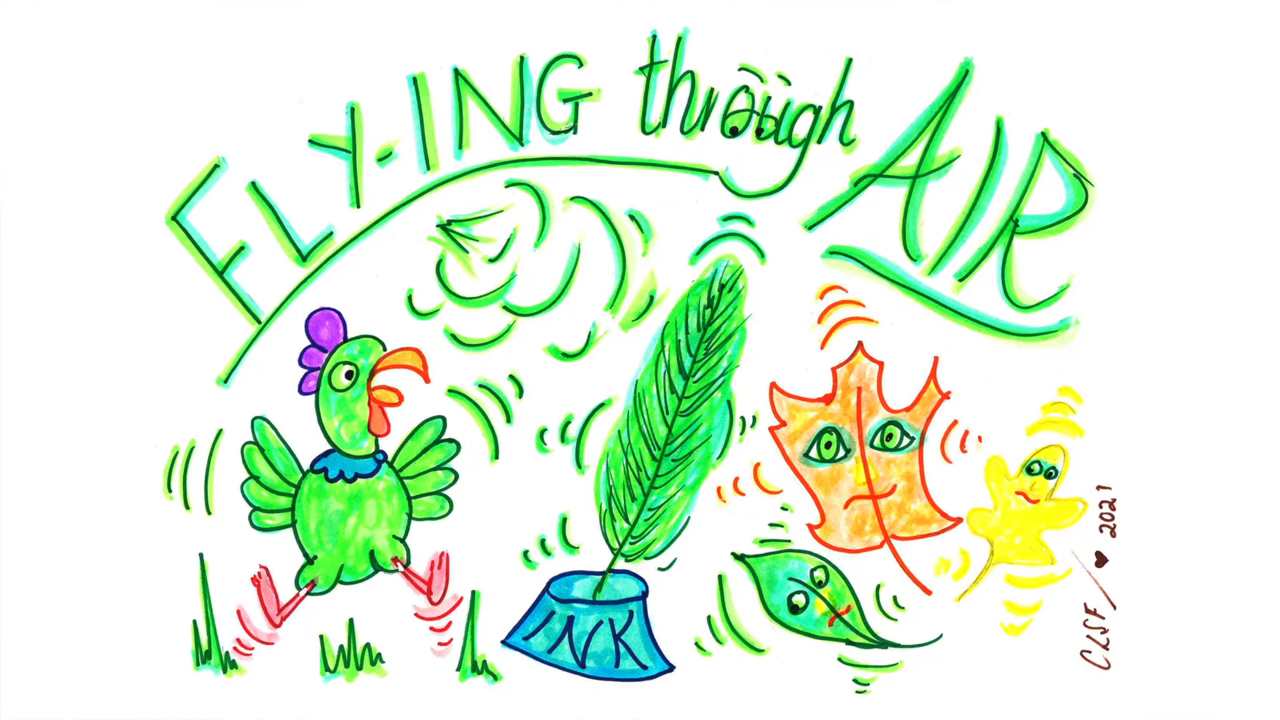 FLY-ING through AIR
INK
CLSF / ♥ 2021